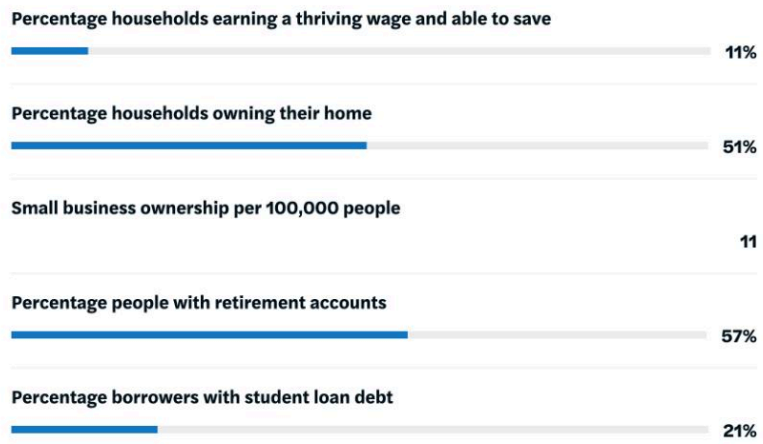 Percentage households earning a thriving wage and able to save
11%
Percentage households owning their home
51%
Small business ownership per 100,000 people
11
Percentage people with retirement accounts
57%
Percentage borrowers with student loan debt
21%